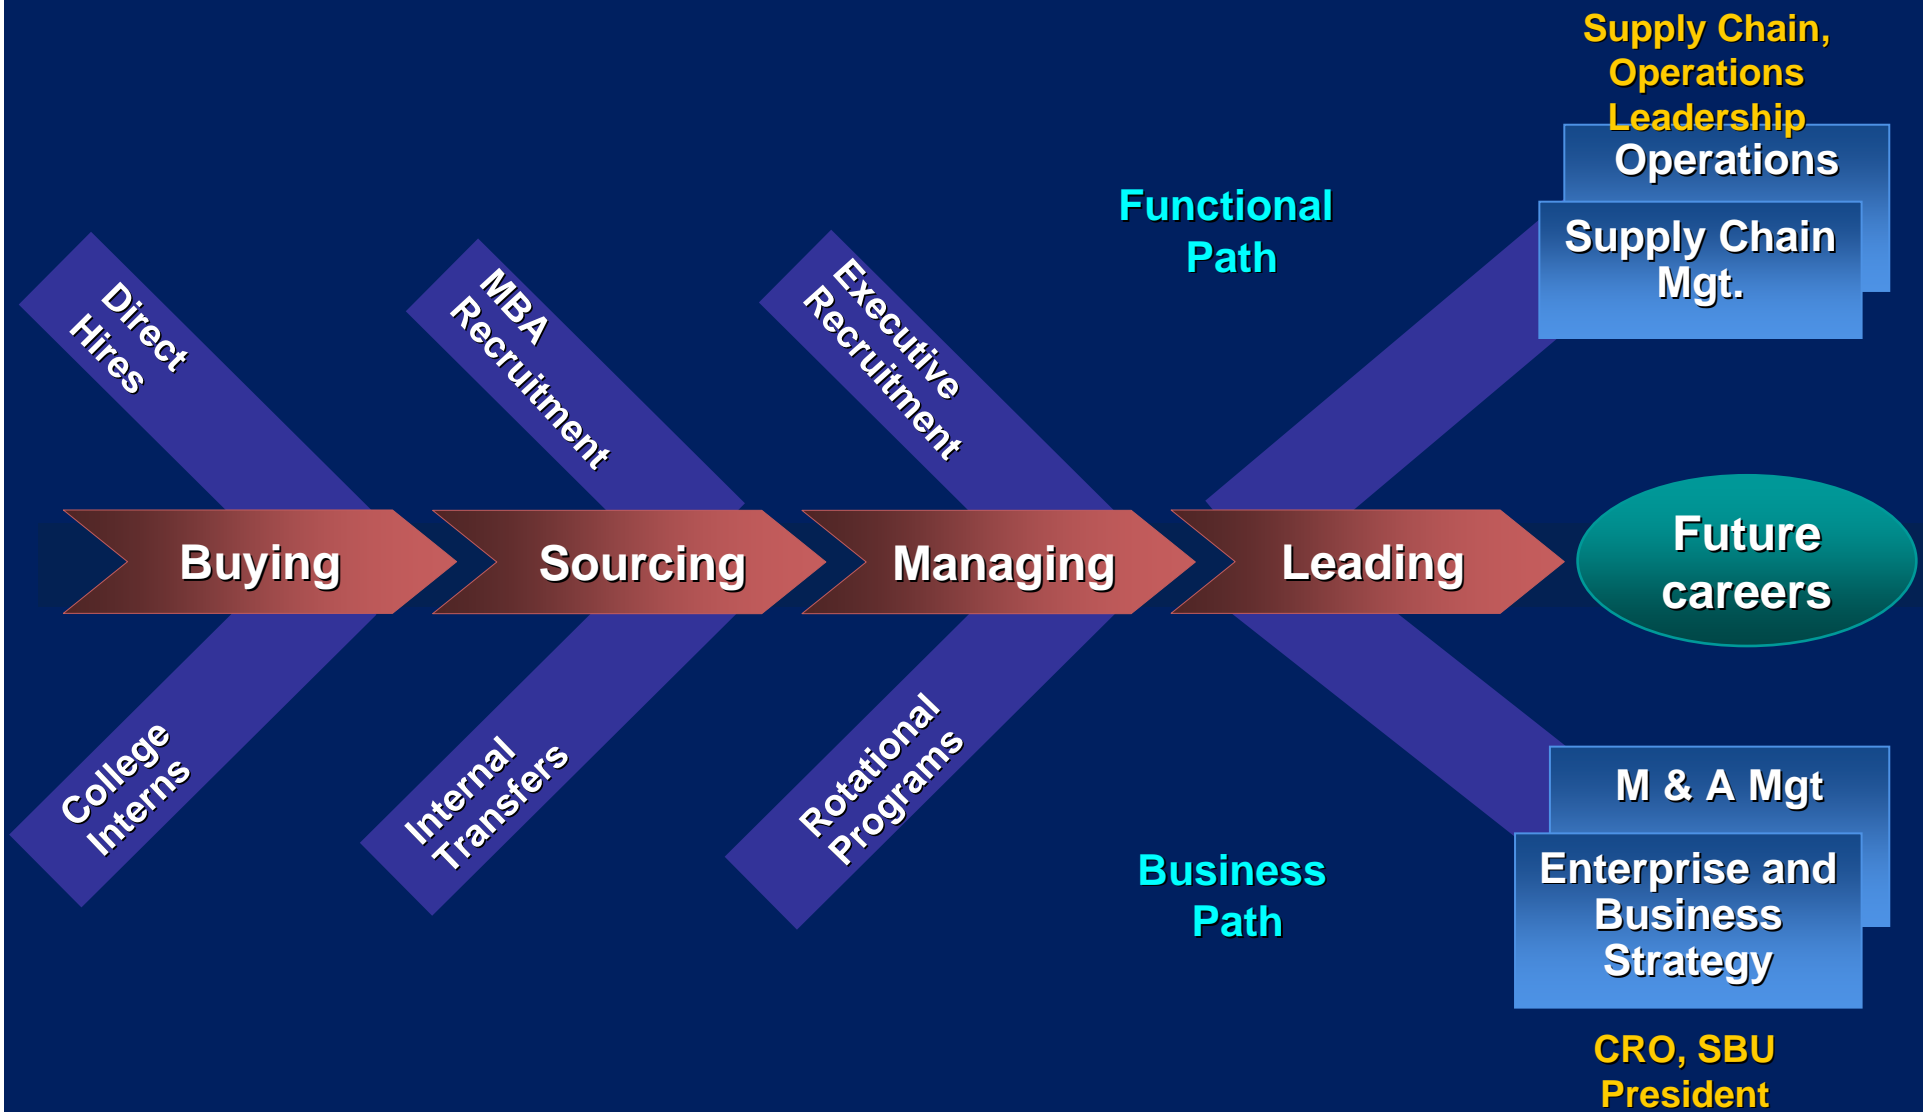 Supply Chain,
Operations
Leadership
Operations
Supply Chain
Mgt.
Functional
Path
Direct
Hires
MBA
Recruitment
Executive
Recruitment
Buying
Sourcing
Managing
Leading
Future
careers
College
Interns
Internal
Transfers
Rotational
Programs
Business
Path
M & A Mgt
Enterprise and
Business
Strategy
CRO, SBU
President